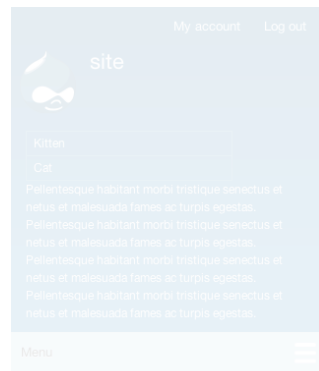 My account Log out
site
Kitten
Cat
Pellentesque habitant morbi tristique senectus et
netus et malesuada fames ac turpis egestas.
Pellentesque habitant morbi tristique senectus et
netus et malesuada fames ac turpis egestas.
Pellentesque habitant morbi tristique senectus et
netus et malesuada fames ac turpis egestas.
Pellentesque habitant morbi tristique senectus et
netus et malesuada fames ac turpis egestas.
Menu